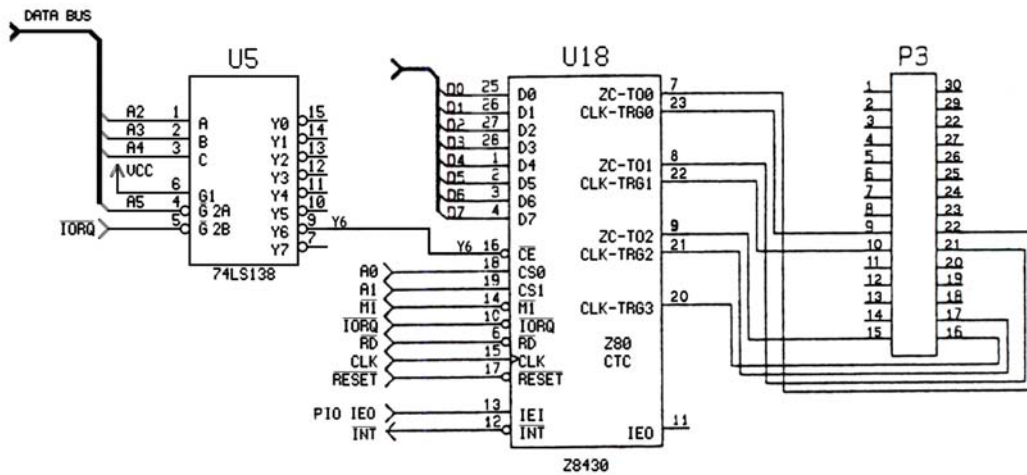 DATA BUS
U5
A2 1 A Y0 15
A3 2 B Y1 14
A4 3 C Y2 13
VCC Y3 12
6 G1 Y4 11
A5 4 G 2A Y5 10
IORQ 5 G 2B Y6 9 Y6
Y7 7
74LS138
U18
D0 25 D0 ZC-TO0 7
D1 26 D1 CLK-TRG0 23
D2 27 D2
D3 28 D3
D4 1 D4 ZC-TO1 8
D5 2 D5 CLK-TRG1 22
D6 3 D6
D7 4 D7
ZC-TO2 9
Y6 16 CE CLK-TRG2 21
A0 18 CS0
A1 19 CS1
M1 14 M1 CLK-TRG3 20
IORQ 10 IORQ
RD 6 RD Z80
CLK 15 CLK CTC
RESET 17 RESET
PIO IEO 13 IEI
INT 12 INT IEO 11
Z8430
P3
1 30
2 29
3 22
4 27
5 26
6 25
7 24
8 23
9 22
10 21
11 20
12 19
13 18
14 17
15 16